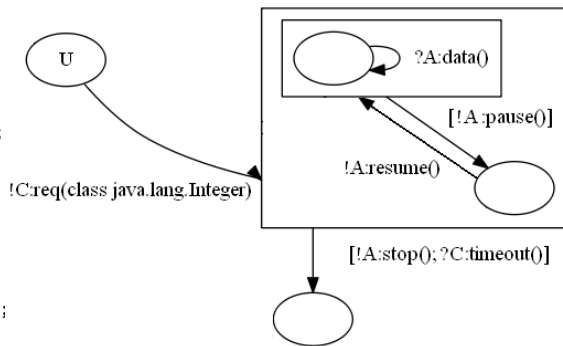 U
?A:data()
[!A:pause()]
!A:resume()
!C:req(class java.lang.Integer)
[!A:stop(); ?C:timeout()]
;